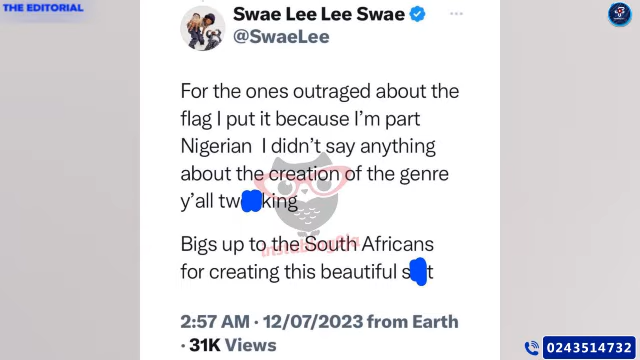 THE EDITORIAL
Swae Lee Lee Swae
@SwaeLee
For the ones outraged about the
flag I put it because I'm part
Nigerian I didn't say anything
about the creation of the genre
y'all tw king
Bigs up to the South Africans
for creating this beautiful s t
instablog9ja
2:57 AM · 12/07/2023 from Earth
· 31K Views
0243514732